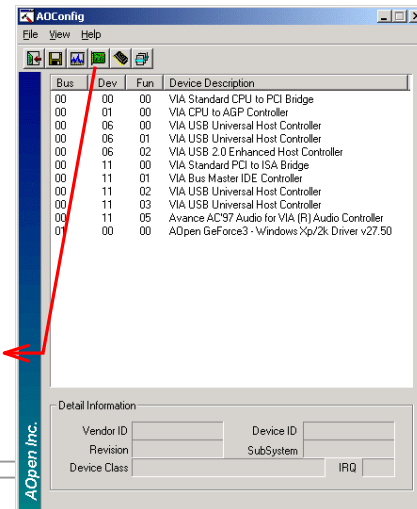 AOConfig
File View Help
Bus Dev Fun Device Description
00 00 00 VIA Standard CPU to PCI Bridge
00 01 00 VIA CPU to AGP Controller
00 06 00 VIA USB Universal Host Controller
00 06 01 VIA USB Universal Host Controller
00 06 02 VIA USB 2.0 Enhanced Host Controller
00 11 00 VIA Standard PCI to ISA Bridge
00 11 01 VIA Bus Master IDE Controller
00 11 02 VIA USB Universal Host Controller
00 11 03 VIA USB Universal Host Controller
00 11 05 Avance AC'97 Audio for VIA (R) Audio Controller
01 00 00 AOpen GeForce3 - Windows Xp/2k Driver v27.50
Detail Information
Vendor ID Device ID
Revision SubSystem
Device Class IRQ
AOpen Inc.